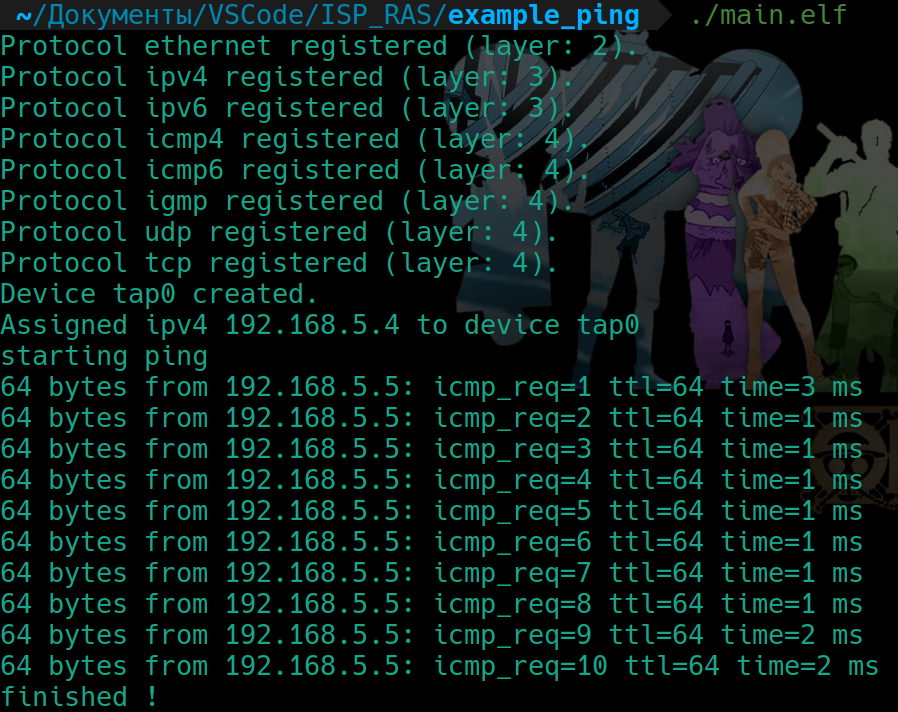 ~/Документы/VSCode/ISP_RAS/example_ping ./main.elf
Protocol ethernet registered (layer: 2).
Protocol ipv4 registered (layer: 3).
Protocol ipv6 registered (layer: 3).
Protocol icmp4 registered (layer: 4).
Protocol icmp6 registered (layer: 4).
Protocol igmp registered (layer: 4).
Protocol udp registered (layer: 4).
Protocol tcp registered (layer: 4).
Device tap0 created.
Assigned ipv4 192.168.5.4 to device tap0
starting ping
64 bytes from 192.168.5.5: icmp_req=1 ttl=64 time=3 ms
64 bytes from 192.168.5.5: icmp_req=2 ttl=64 time=1 ms
64 bytes from 192.168.5.5: icmp_req=3 ttl=64 time=1 ms
64 bytes from 192.168.5.5: icmp_req=4 ttl=64 time=1 ms
64 bytes from 192.168.5.5: icmp_req=5 ttl=64 time=1 ms
64 bytes from 192.168.5.5: icmp_req=6 ttl=64 time=1 ms
64 bytes from 192.168.5.5: icmp_req=7 ttl=64 time=1 ms
64 bytes from 192.168.5.5: icmp_req=8 ttl=64 time=1 ms
64 bytes from 192.168.5.5: icmp_req=9 ttl=64 time=2 ms
64 bytes from 192.168.5.5: icmp_req=10 ttl=64 time=2 ms
finished !